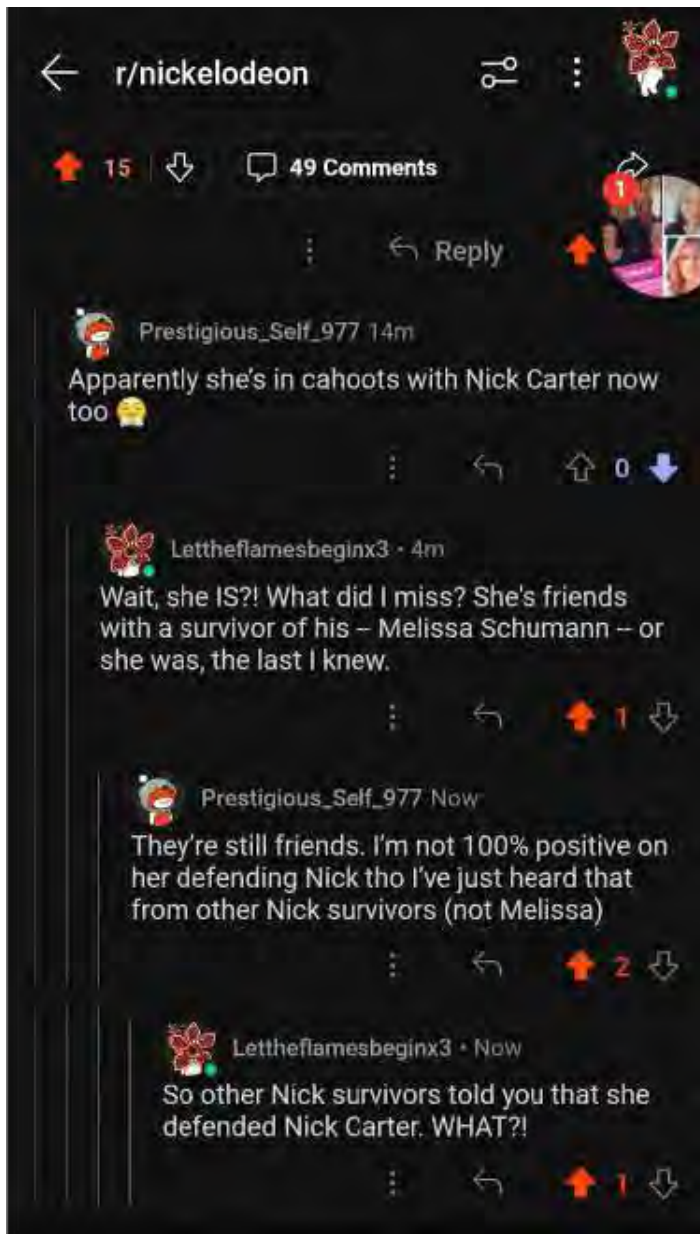 r/nickelodeon
15
49 Comments
1
Reply
Prestigious_Self_977 14m
Apparently she's in cahoots with Nick Carter now
too 😤
0
Lettheflamesbeginx3 • 4m
Wait, she IS?! What did I miss? She's friends
with a survivor of his -- Melissa Schumann -- or
she was, the last I knew.
1
Prestigious_Self_977 Now
They're still friends. I'm not 100% positive on
her defending Nick tho I've just heard that
from other Nick survivors (not Melissa)
2
Lettheflamesbeginx3 • Now
So other Nick survivors told you that she
defended Nick Carter. WHAT?!
1